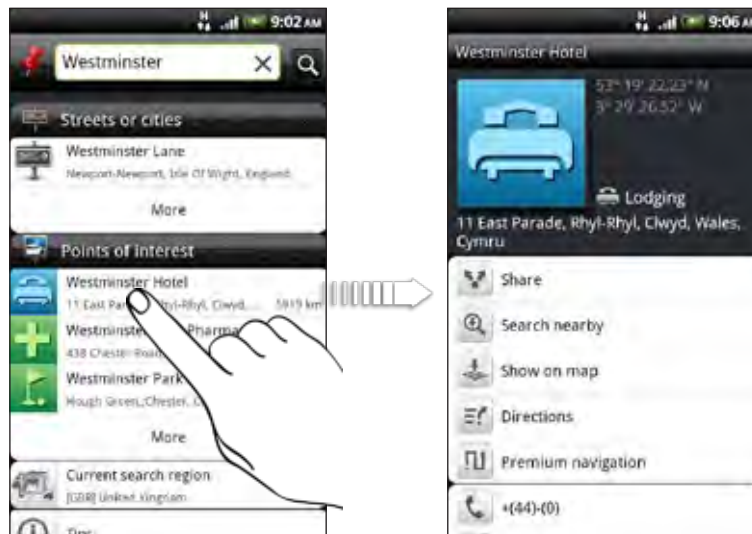 H 9:02 AM
Westminster
Streets or cities
Westminster Lane
Newport-Newport, Isle Of Wight, England
More
Points of interest
Westminster Hotel
11 East Par Rhyl-Rhyl, Clwyd, ... 5919 km
Westminste Pharma
438 Chester Road
Westminster Park
Hough Green, Chester, C
More
Current search region
[GBR] United Kingdom
Tips
H 9:06 AM
Westminster Hotel
53° 19' 22.23" N
3° 29' 26.52" W
Lodging
11 East Parade, Rhyl-Rhyl, Clwyd, Wales,
Cymru
Share
Search nearby
Show on map
Directions
Premium navigation
+(44)-(0)